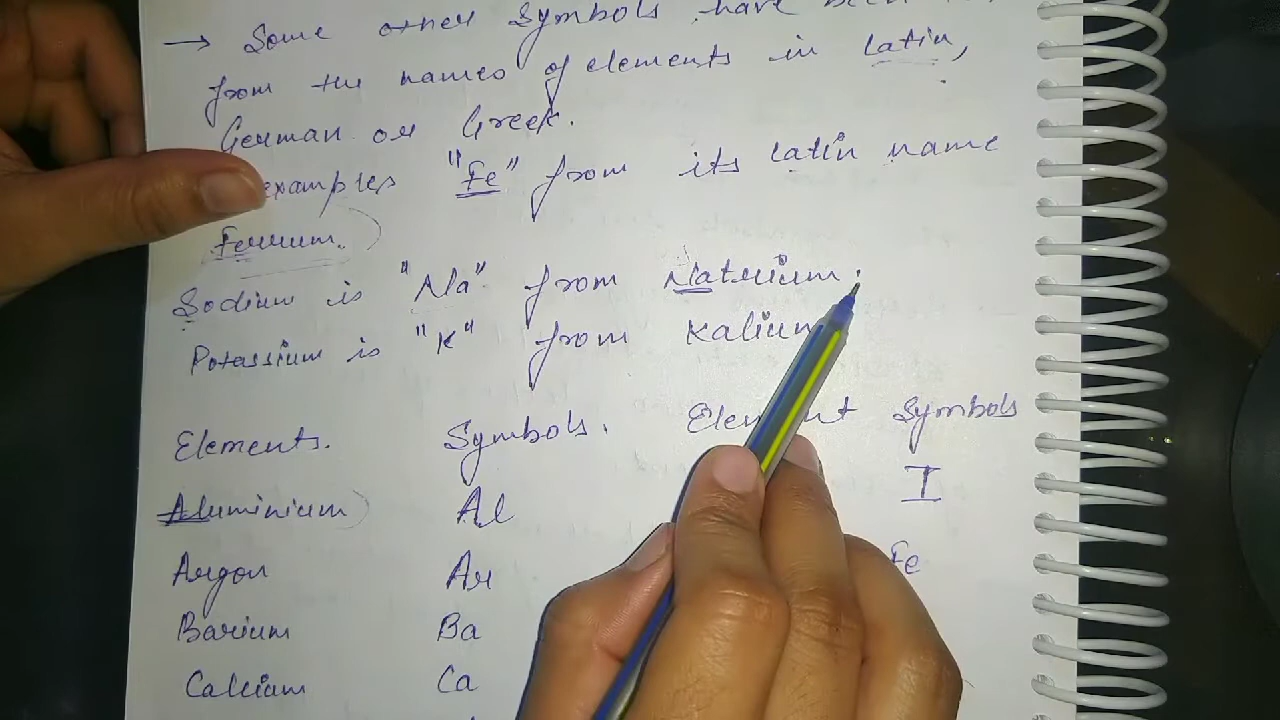 → Some other symbols have been
from the names of elements in Latin,
German or Greek.
examples "Fe" from its latin name
Ferrum.)
Sodium is "Na" from Natrium.
Potassium is "K" from Kalium
Elements. Symbols. Element Symbols
Aluminium) Al I
Argon Ar Fe
Barium Ba
Calcium Ca